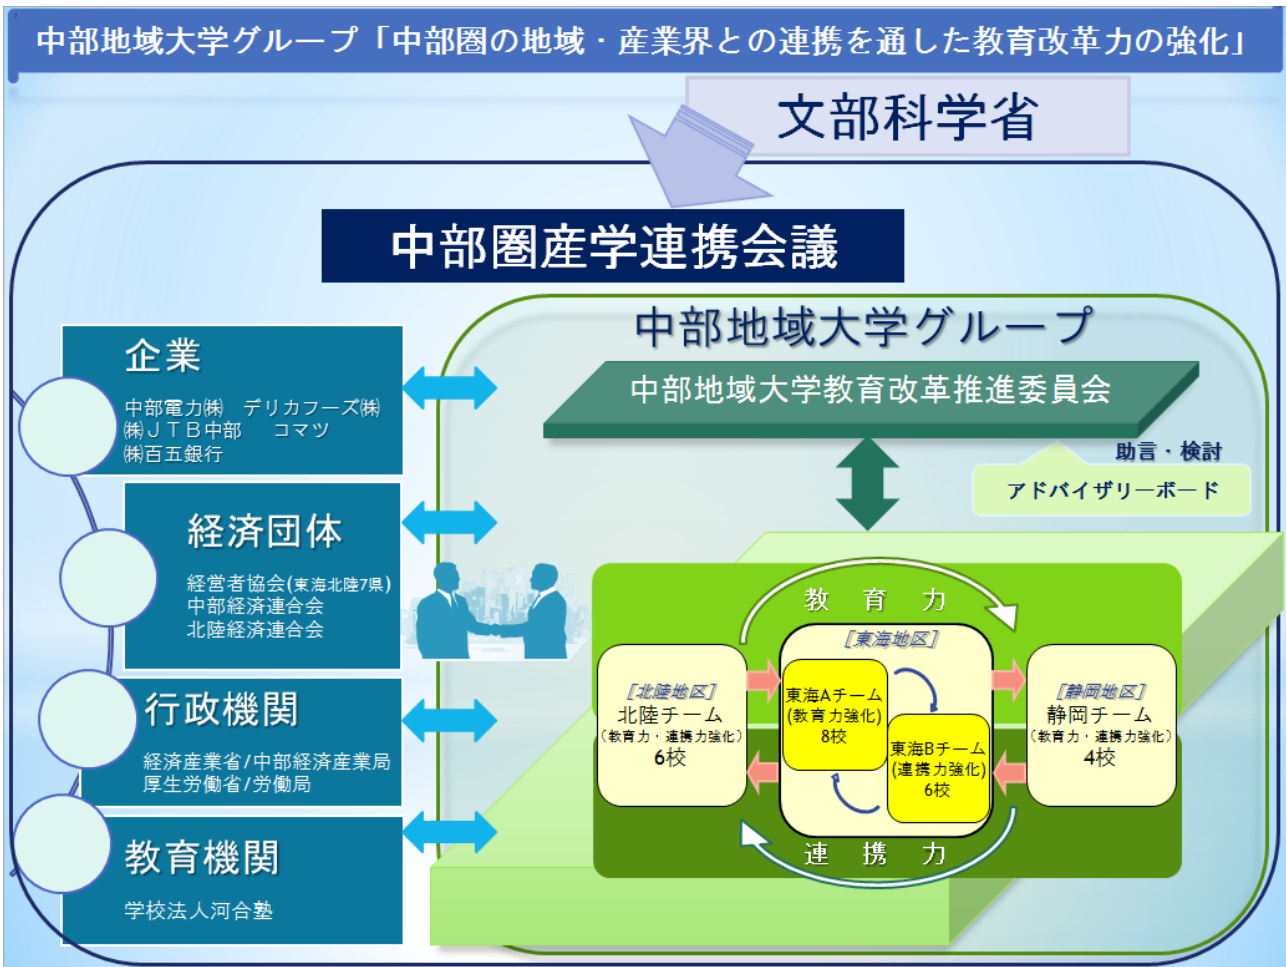 中部地域大学グループ「中部圏の地域・産業界との連携を通した教育改革力の強化」
文部科学省
中部圏産学連携会議
企業
中部電力㈱　デリカフーズ㈱
㈱ＪＴＢ中部　コマツ
㈱百五銀行
経済団体
経営者協会(東海北陸7県)
中部経済連合会
北陸経済連合会
行政機関
経済産業省/中部経済産業局
厚生労働省/労働局
教育機関
学校法人河合塾
中部地域大学グループ
中部地域大学教育改革推進委員会
助言・検討
アドバイザリーボード
教　育　力
［北陸地区］
北陸チーム
（教育力・連携力強化）
6校
［東海地区］
東海Aチーム
(教育力強化)
8校
東海Bチーム
(連携力強化)
6校
［静岡地区］
静岡チーム
（教育力・連携力強化）
4校
連　携　力